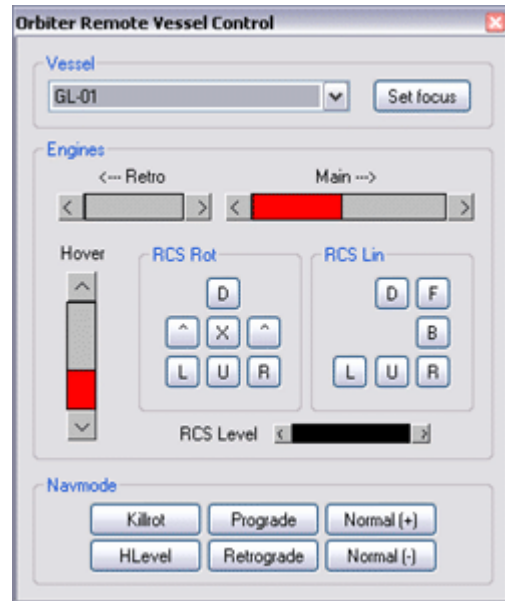 Orbiter Remote Vessel Control
Vessel
GL-01
Set focus
Engines
<--- Retro
Main --->
Hover
RCS Rot
D
^ X ^
L U R
RCS Lin
D F
B
L U R
RCS Level
Navmode
Killrot Prograde Normal (+)
HLevel Retrograde Normal (-)